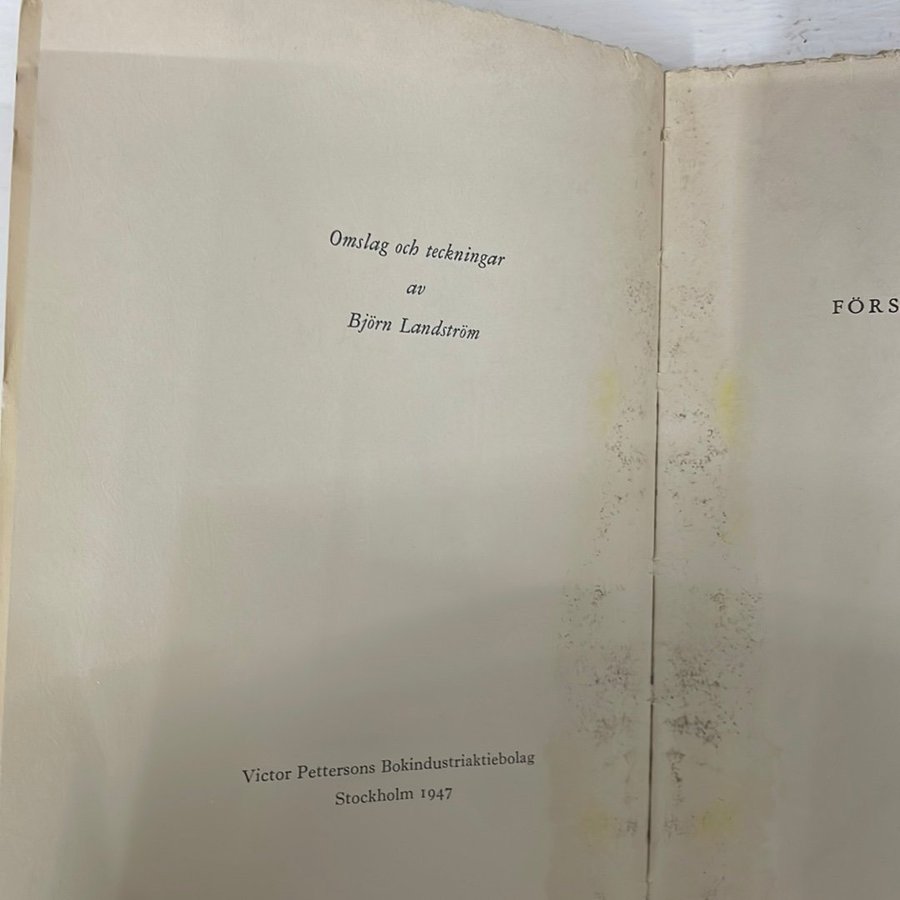 Omslag och teckningar
av
Björn Landström
Victor Pettersons Bokindustriaktiebolag
Stockholm 1947
FÖRS